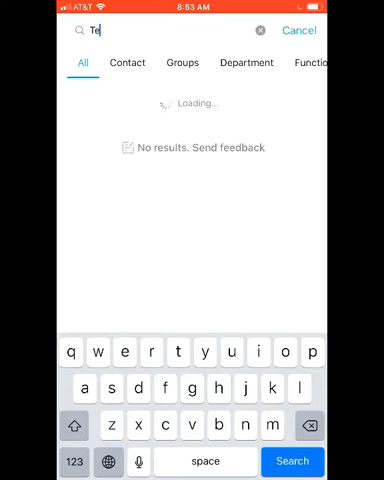 AT&T 8:53 AM
Te Cancel
All Contact Groups Department Functio
Loading...
No results. Send feedback
q w e r t y u i o p
a s d f g h j k l
z x c v b n m
123 space Search